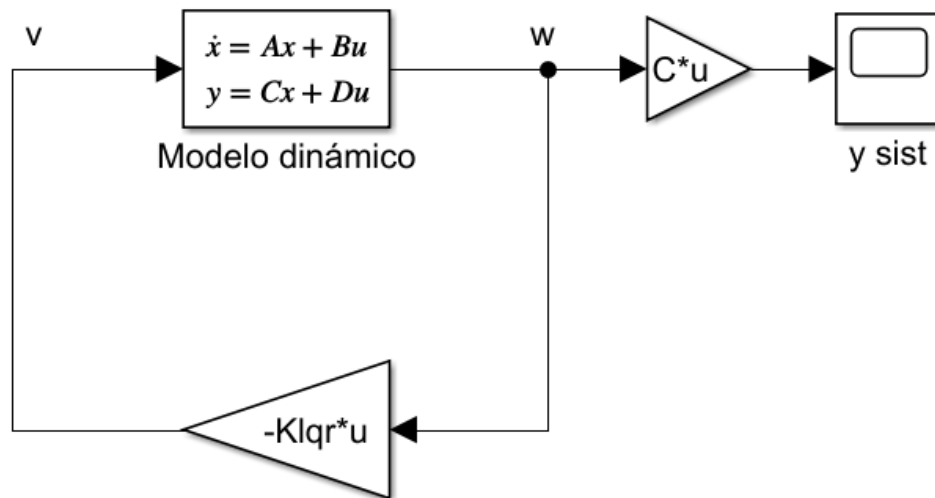 v
ẋ = Ax + Bu
y = Cx + Du
Modelo dinámico
w
C*u
y sist
-Klqr*u